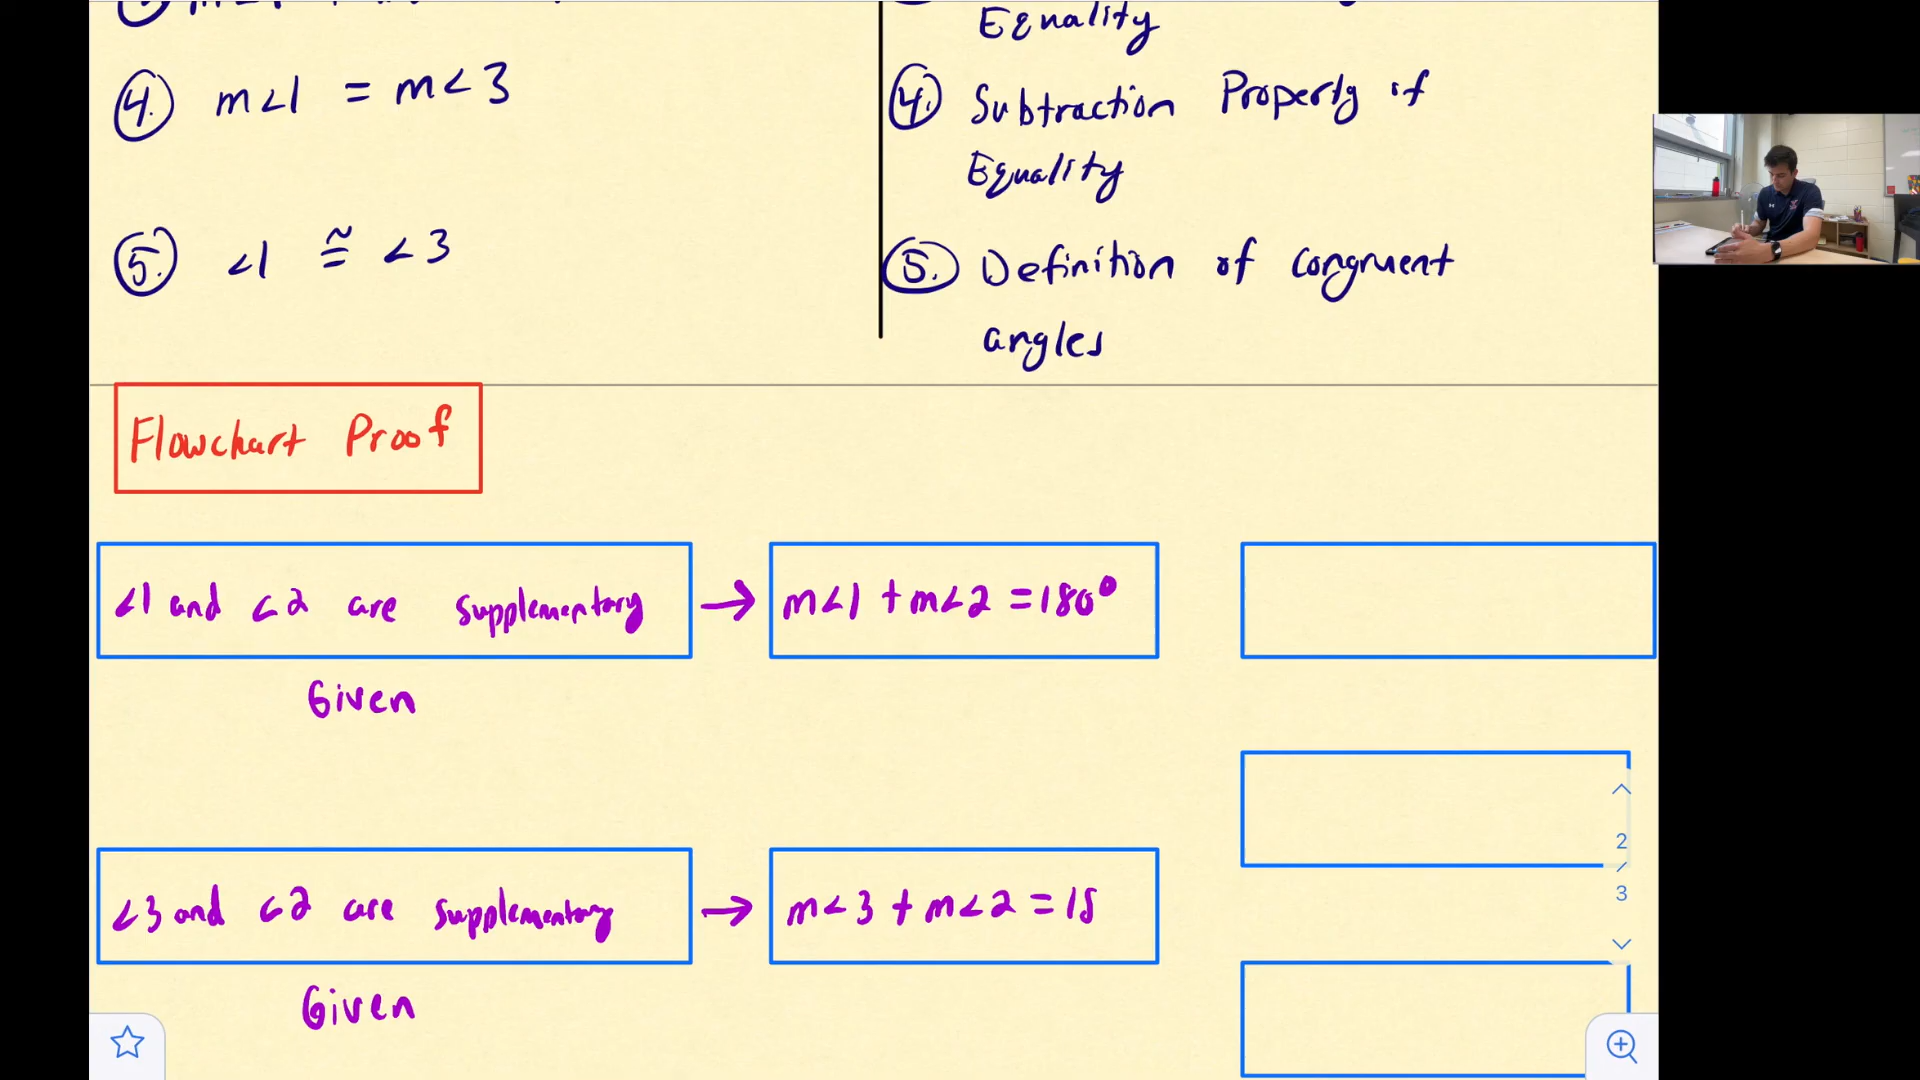 Equality
4. m∠1 = m∠3
4. Subtraction Property of
Equality
5. ∠1 ≅ ∠3
5. Definition of congruent
angles
Flowchart Proof
∠1 and ∠2 are supplementary → m∠1 + m∠2 = 180°
Given
∠3 and ∠2 are supplementary → m∠3 + m∠2 = 18
Given
2
/
3